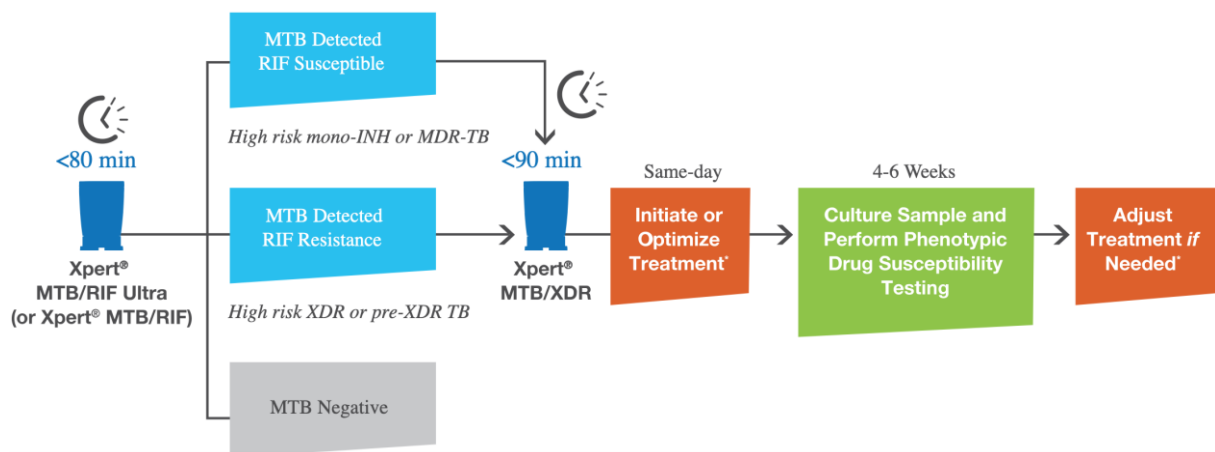 <80 min
Xpert®
MTB/RIF Ultra
(or Xpert® MTB/RIF)
MTB Detected
RIF Susceptible
High risk mono-INH or MDR-TB
MTB Detected
RIF Resistance
High risk XDR or pre-XDR TB
MTB Negative
<90 min
Xpert®
MTB/XDR
Same-day
Initiate or
Optimize
Treatment*
4-6 Weeks
Culture Sample and
Perform Phenotypic
Drug Susceptibility
Testing
Adjust
Treatment if
Needed*